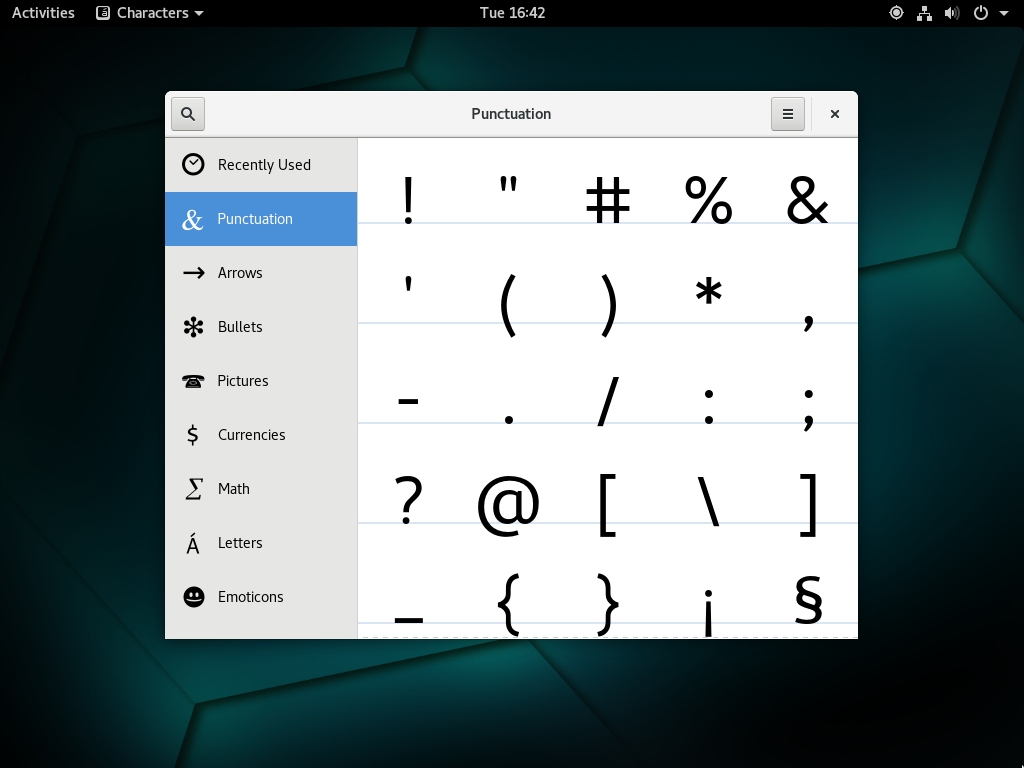 Activities Characters Tue 16:42
Punctuation
Recently Used
Punctuation
Arrows
Bullets
Pictures
Currencies
Math
Letters
Emoticons
! " # % &
' ( ) * ,
- . / : ;
? @ [ \ ]
_ { } ¡ §